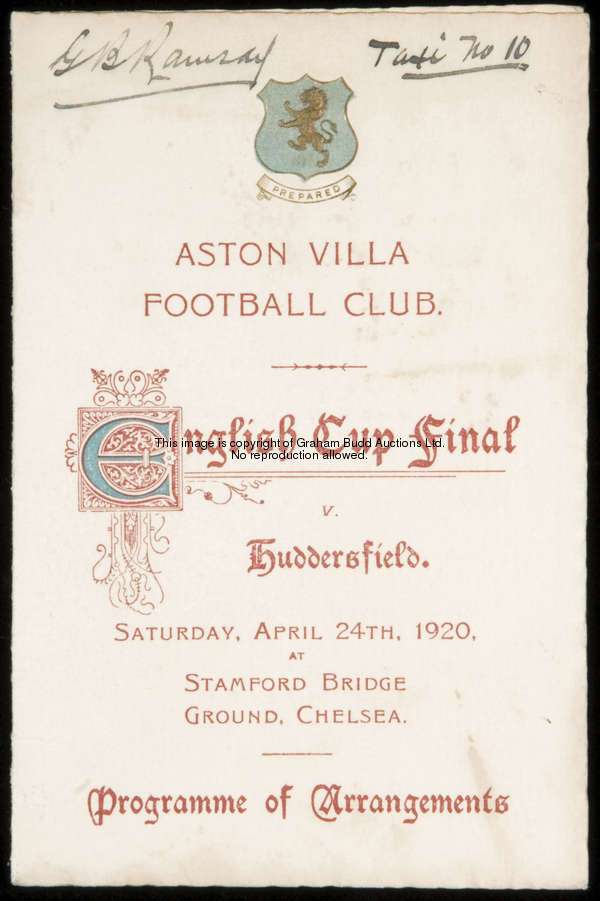 G B Ramsay Taxi No 10
PREPARED
ASTON VILLA
FOOTBALL CLUB.
English Cup Final
This image is copyright of Graham Budd Auctions Ltd.
No reproduction allowed.
v.
Huddersfield.
SATURDAY, APRIL 24TH, 1920,
AT
STAMFORD BRIDGE
GROUND, CHELSEA.
Programme of Arrangements